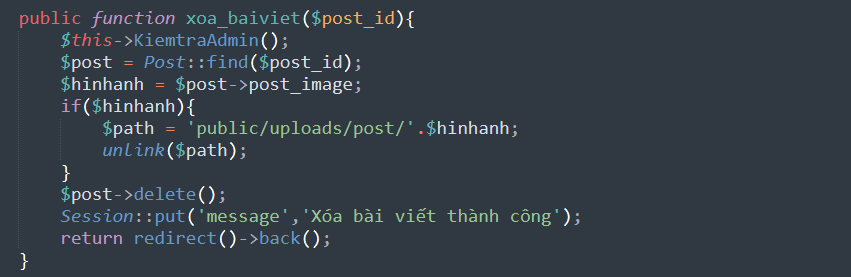 public function xoa_baiviet($post_id){
    $this->KiemtraAdmin();
    $post = Post::find($post_id);
    $hinhanh = $post->post_image;
    if($hinhanh){
        $path = 'public/uploads/post/'.$hinhanh;
        unlink($path);
    }
    $post->delete();
    Session::put('message','Xóa bài viết thành công');
    return redirect()->back();
}